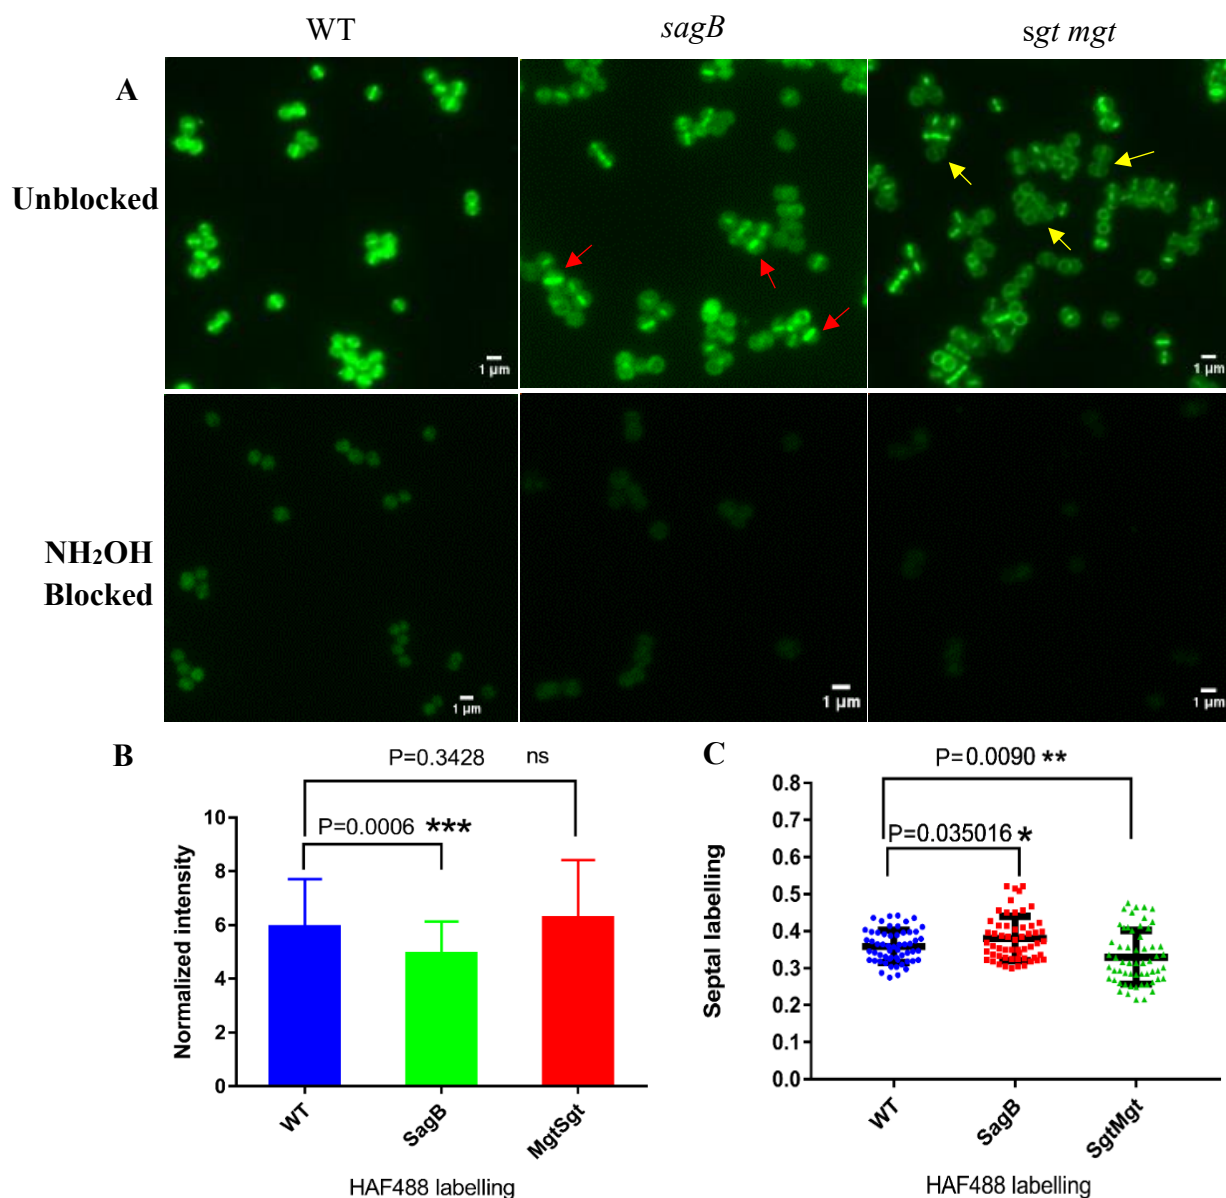 WT
sagB
sgt mgt
A
Unblocked
1 µm
1 µm
1 µm
NH₂OH
Blocked
1 µm
1 µm
1 µm
B
P=0.3428 ns
P=0.0006 ***
Normalized intensity
10
8
6
4
2
0
WT
SagB
MgtSgt
HAF488 labelling
C
P=0.0090 **
P=0.035016 *
Septal labelling
0.8
0.7
0.6
0.5
0.4
0.3
0.2
0.1
0.0
WT
SagB
SgtMgt
HAF488 labelling